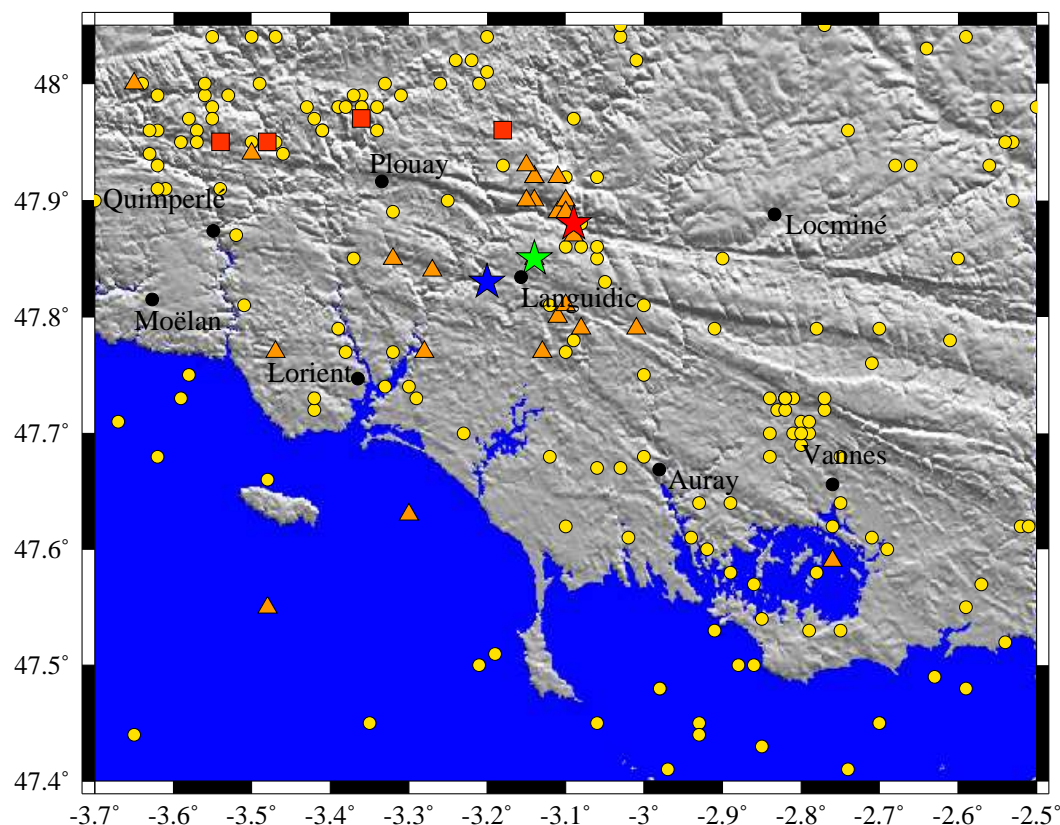 48°
Plouay
47.9°
Quimperlé
Locminé
Languidic
47.8°
Moëlan
Lorient
47.7°
Vannes
Auray
47.6°
47.5°
47.4°
-3.7° -3.6° -3.5° -3.4° -3.3° -3.2° -3.1° -3° -2.9° -2.8° -2.7° -2.6° -2.5°